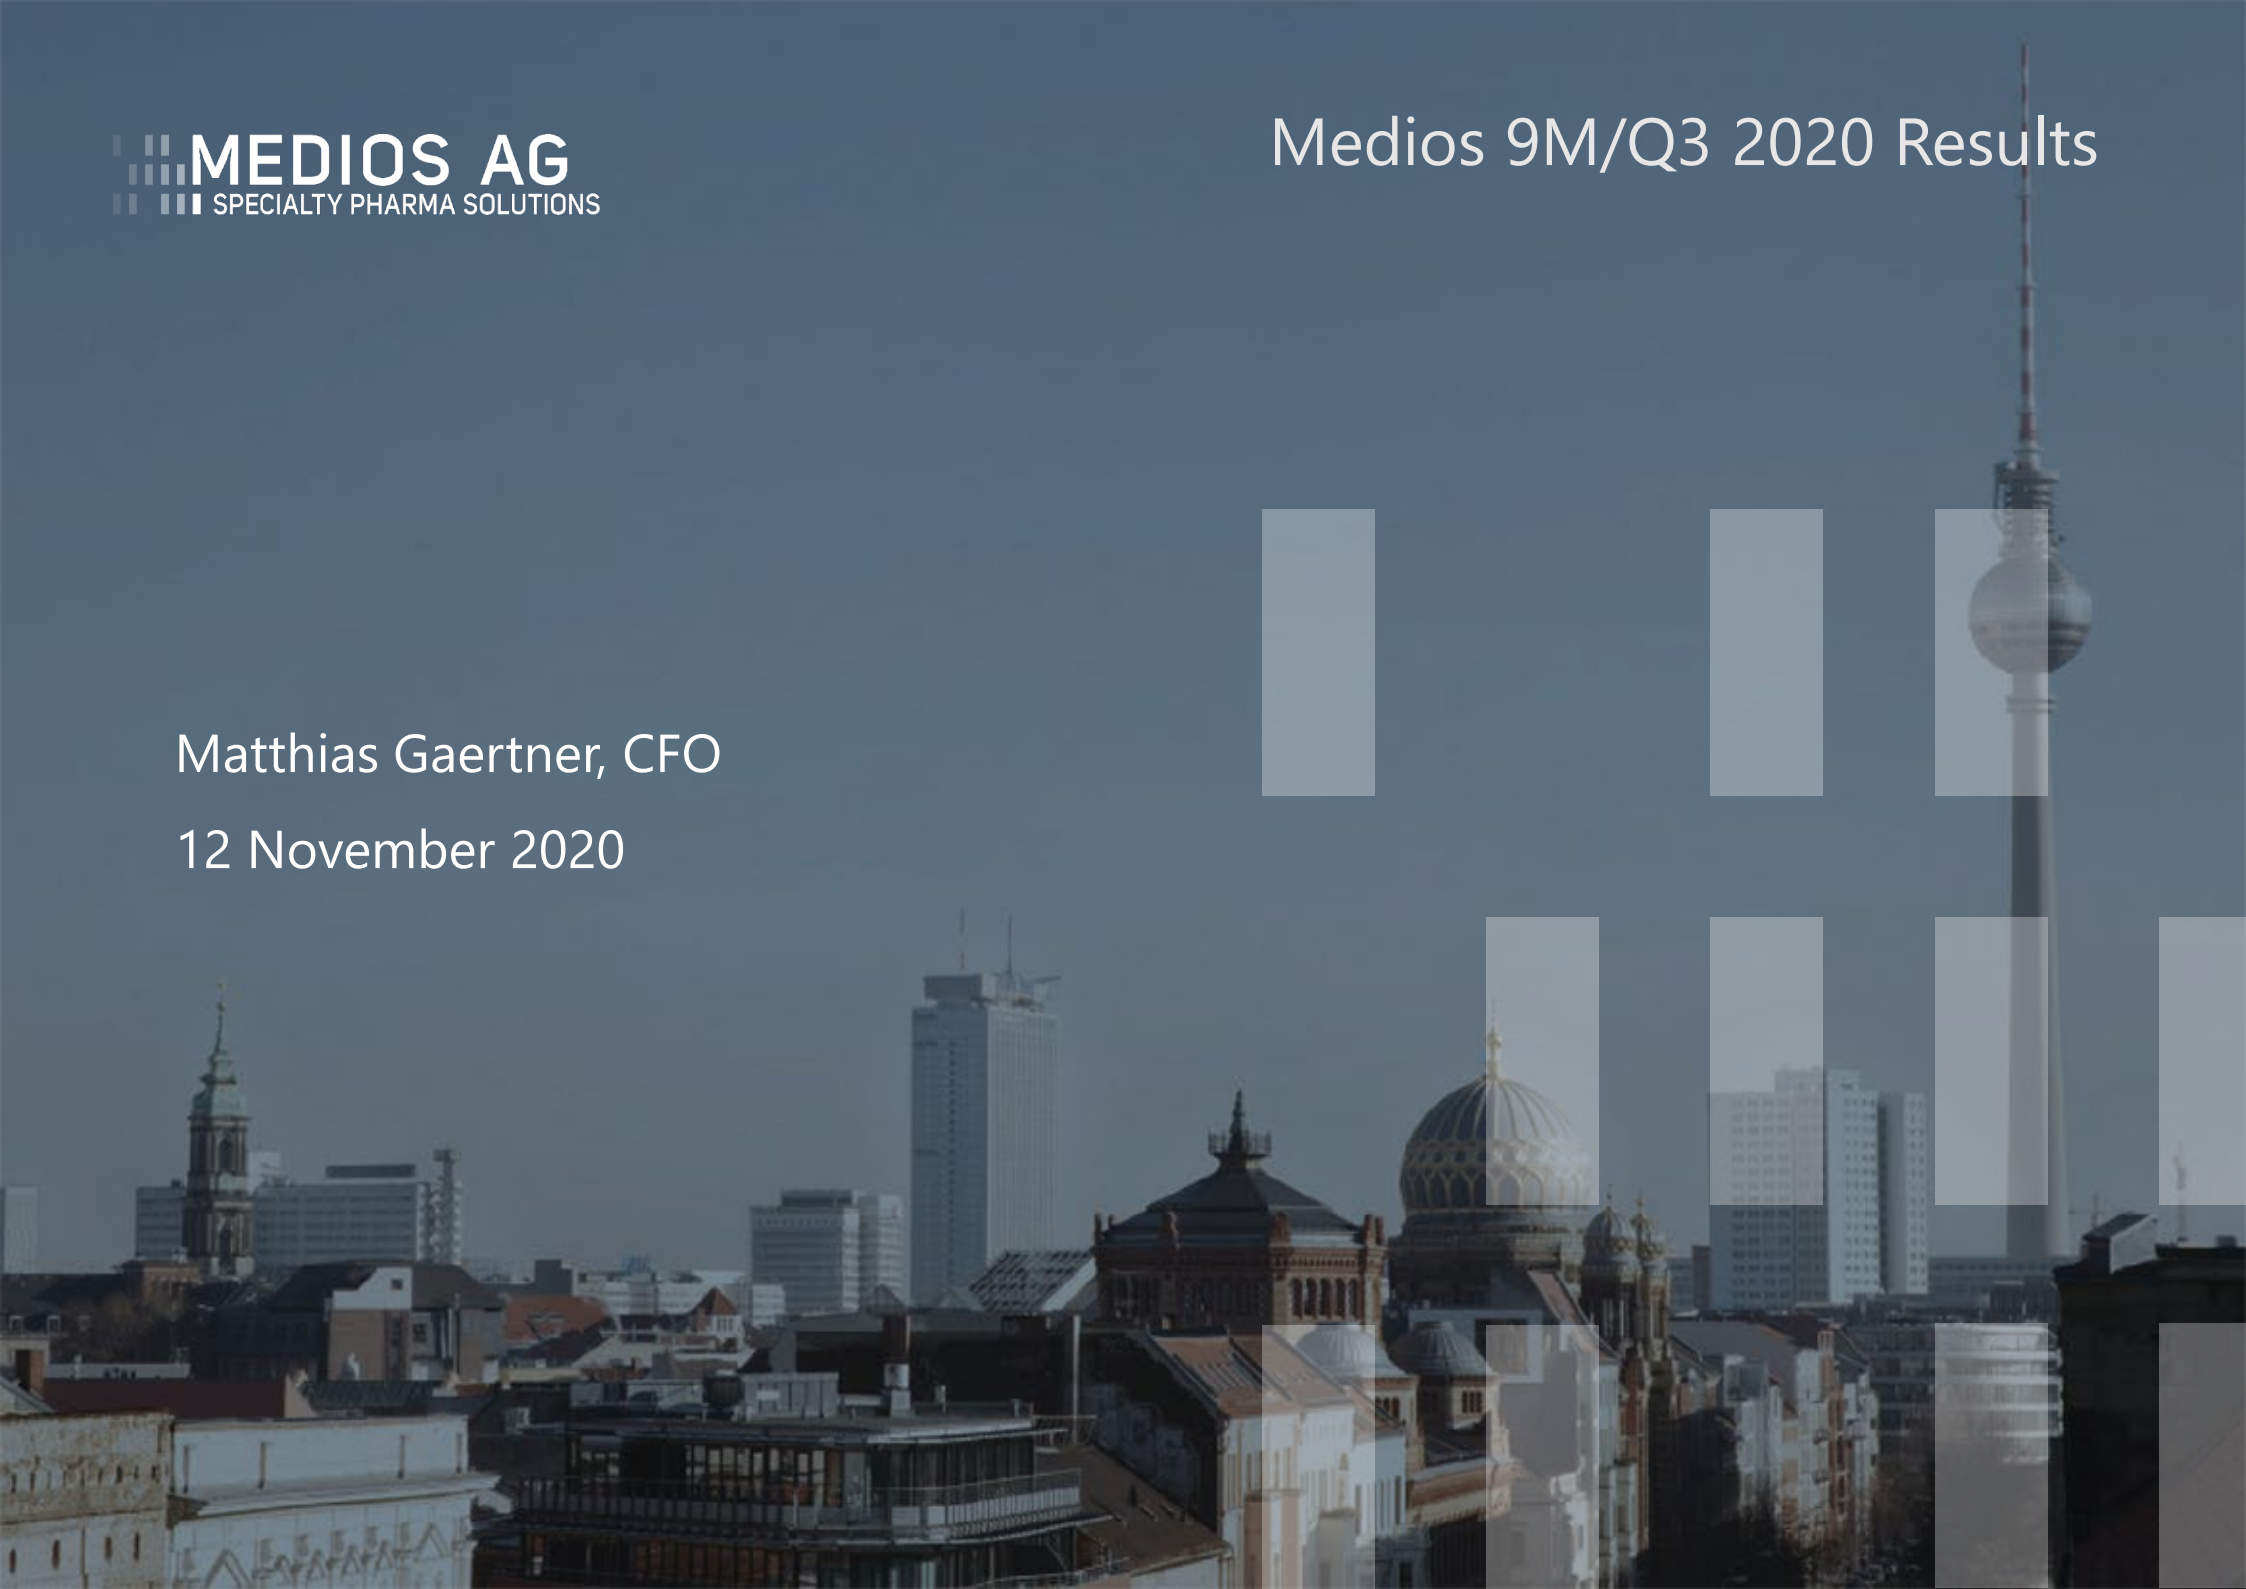 MEDIOS AG
SPECIALTY PHARMA SOLUTIONS
Medios 9M/Q3 2020 Results
Matthias Gaertner, CFO
12 November 2020